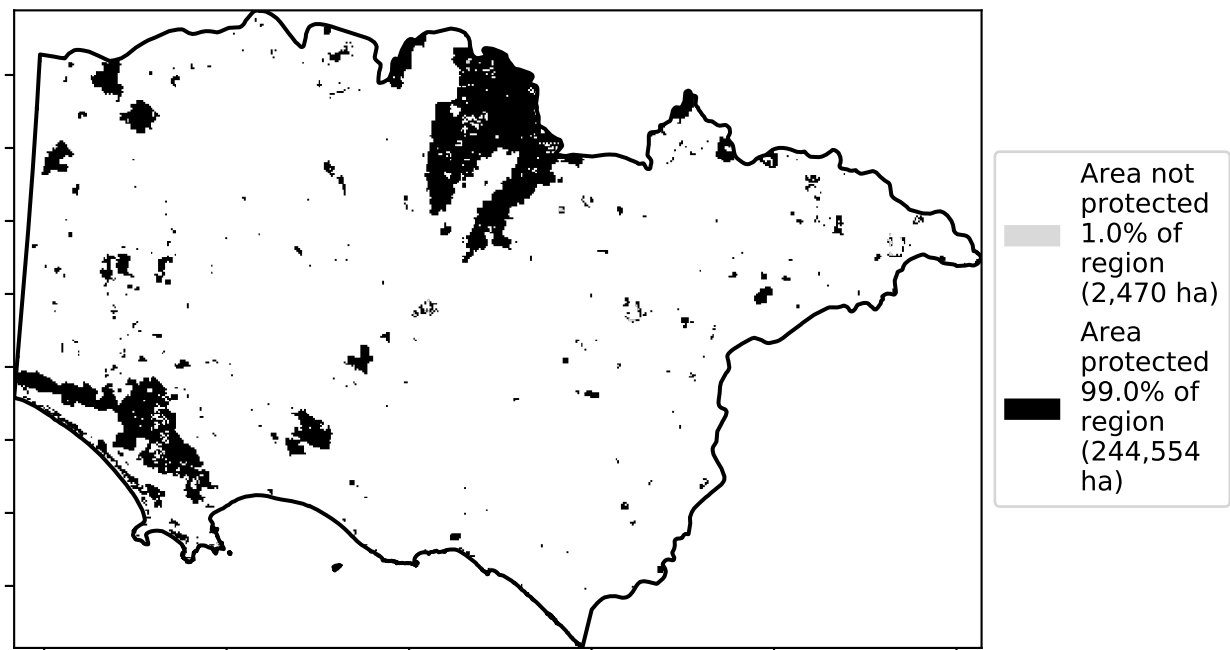 Area not
protected
1.0% of
region
(2,470 ha)
Area
protected
99.0% of
region
(244,554
ha)